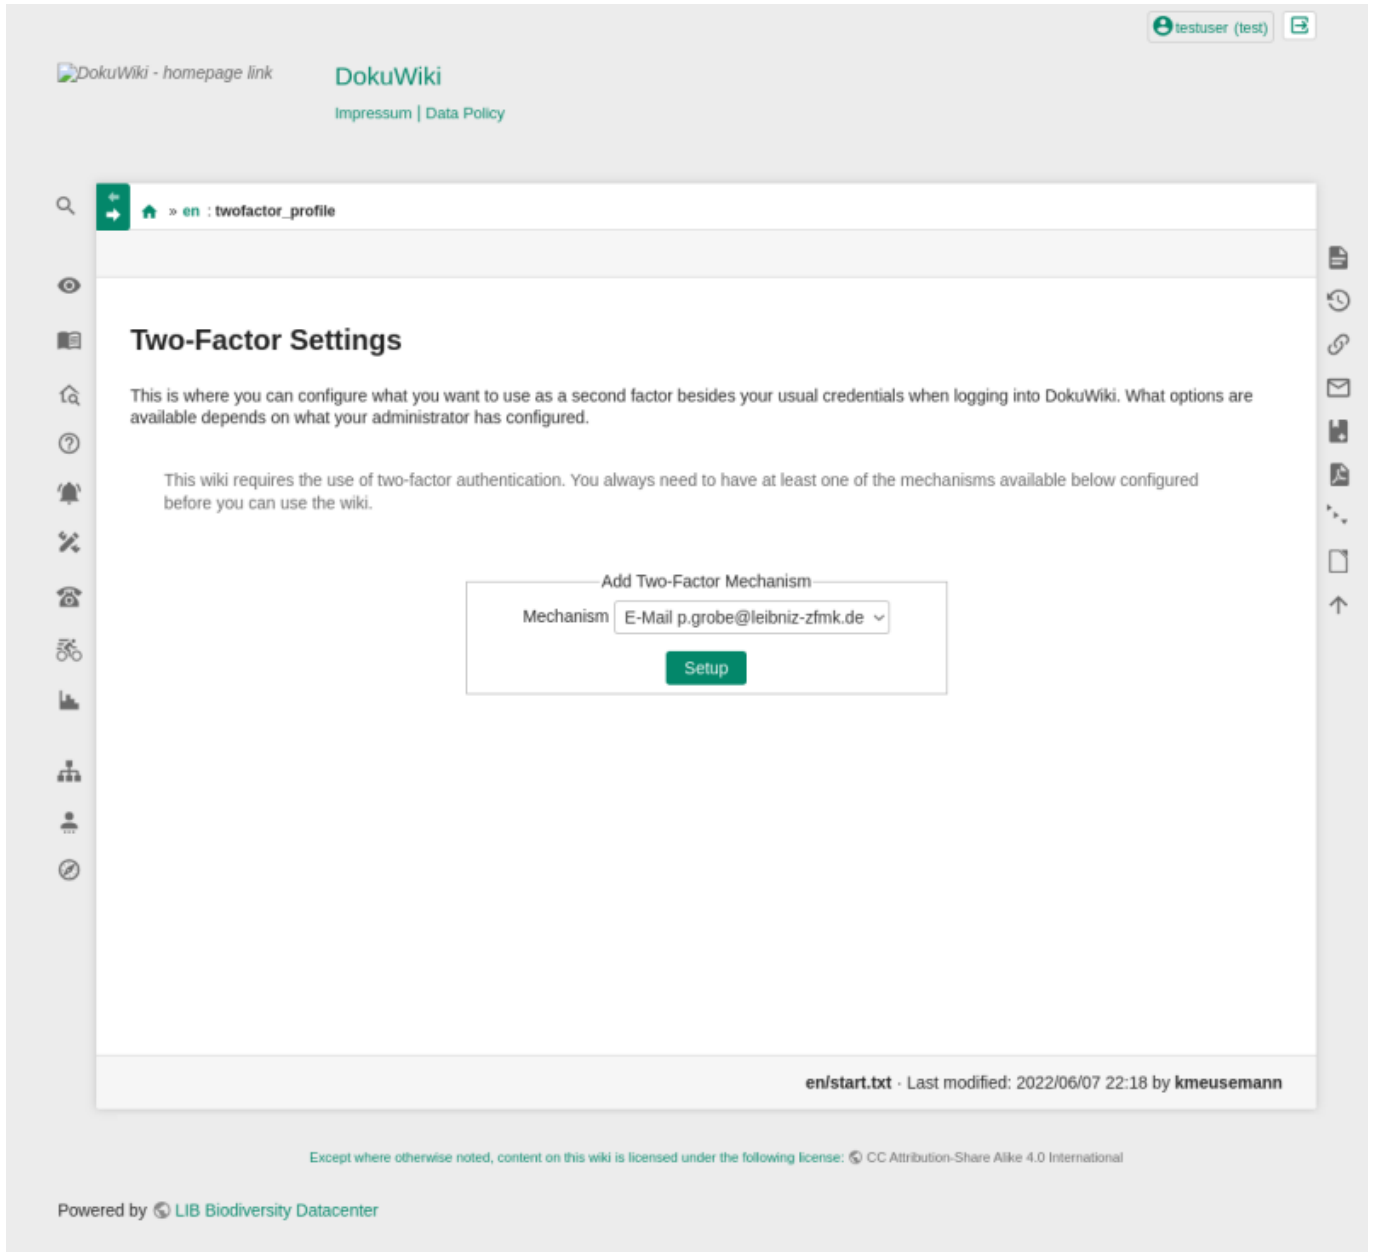 testuser (test)
DokuWiki - homepage link
DokuWiki
Impressum | Data Policy
» en : twofactor_profile
Two-Factor Settings
This is where you can configure what you want to use as a second factor besides your usual credentials when logging into DokuWiki. What options are
available depends on what your administrator has configured.
This wiki requires the use of two-factor authentication. You always need to have at least one of the mechanisms available below configured
before you can use the wiki.
Add Two-Factor Mechanism
Mechanism E-Mail p.grobe@leibniz-zfmk.de
Setup
en/start.txt · Last modified: 2022/06/07 22:18 by kmeusemann
Except where otherwise noted, content on this wiki is licensed under the following license: CC Attribution-Share Alike 4.0 International
Powered by LIB Biodiversity Datacenter